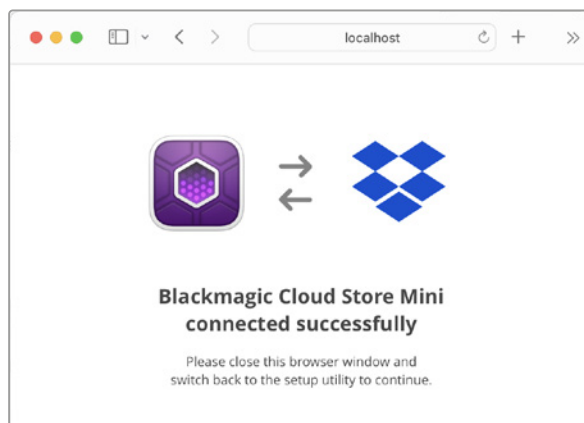 localhost
Blackmagic Cloud Store Mini
connected successfully
Please close this browser window and
switch back to the setup utility to continue.